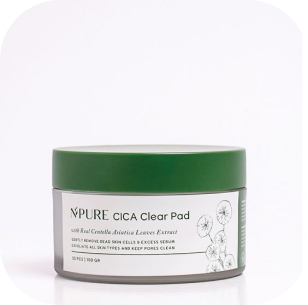 NPURE CICA Clear Pad
with Real Centella Asiatica Leaves Extract
GENTLY REMOVE DEAD SKIN CELLS & EXCESS SEBUM
EXFOLIATE ALL SKIN TYPES AND KEEP PORES CLEAN